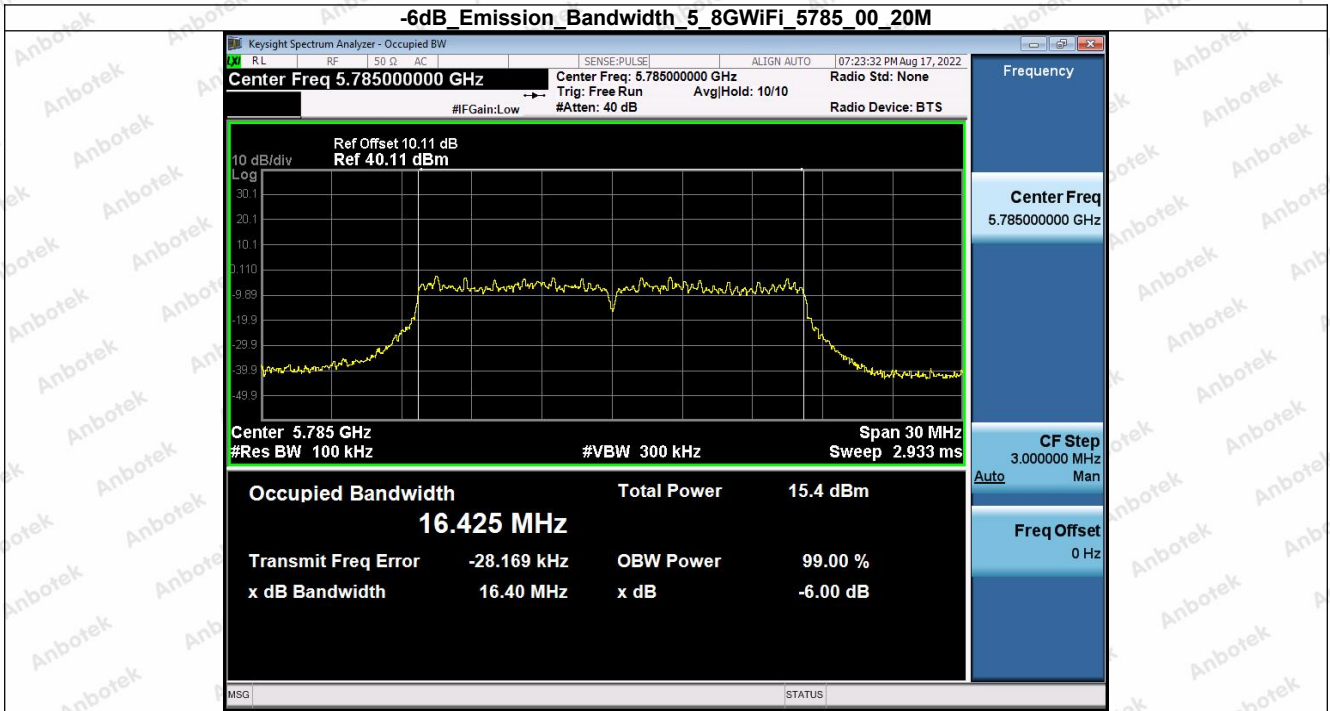 -6dB_Emission_Bandwidth_5_8GWiFi_5785_00_20M
Keysight Spectrum Analyzer - Occupied BW
LXI RL RF 50 Ω AC SENSE:PULSE ALIGN AUTO 07:23:32 PM Aug 17, 2022
Center Freq 5.785000000 GHz
Center Freq: 5.785000000 GHz Radio Std: None
Trig: Free Run Avg|Hold: 10/10
#IFGain:Low #Atten: 40 dB Radio Device: BTS
Ref Offset 10.11 dB
10 dB/div Ref 40.11 dBm
Log
30.1
20.1
10.1
0.110
-9.89
-19.9
-29.9
-39.9
-49.9
Center 5.785 GHz Span 30 MHz
#Res BW 100 kHz #VBW 300 kHz Sweep 2.933 ms
Occupied Bandwidth Total Power 15.4 dBm
16.425 MHz
Transmit Freq Error -28.169 kHz OBW Power 99.00 %
x dB Bandwidth 16.40 MHz x dB -6.00 dB
MSG STATUS
Frequency
Center Freq
5.785000000 GHz
CF Step
3.000000 MHz
Auto Man
Freq Offset
0 Hz
Anbotek